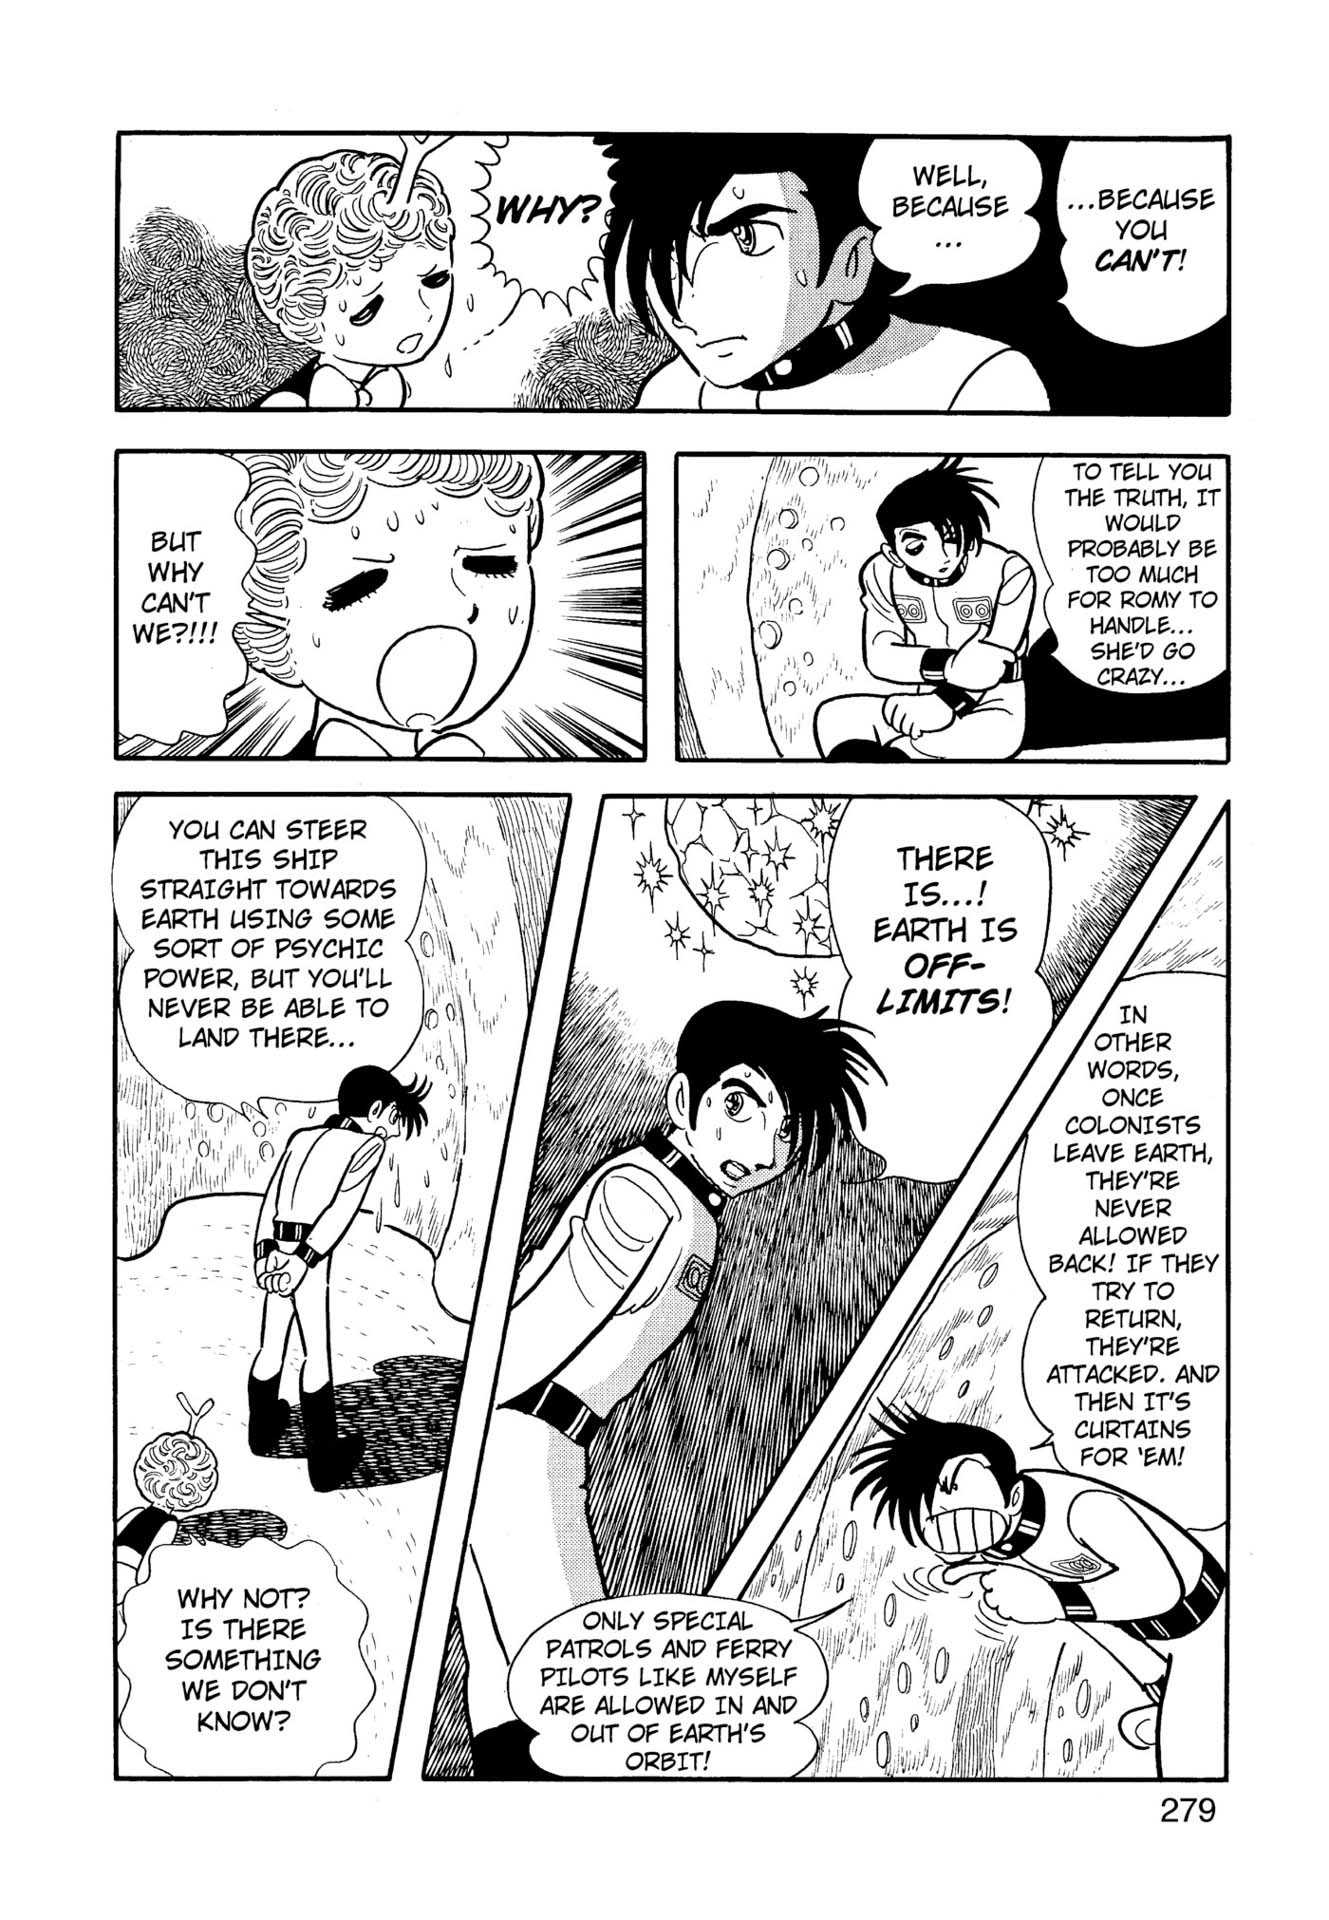 WHY?
WELL,
BECAUSE
...
...BECAUSE
YOU
CAN'T!
BUT
WHY
CAN'T
WE?!!!
TO TELL YOU
THE TRUTH, IT
WOULD
PROBABLY BE
TOO MUCH
FOR ROMY TO
HANDLE...
SHE'D GO
CRAZY...
YOU CAN STEER
THIS SHIP
STRAIGHT TOWARDS
EARTH USING SOME
SORT OF PSYCHIC
POWER, BUT YOU'LL
NEVER BE ABLE TO
LAND THERE...
WHY NOT?
IS THERE
SOMETHING
WE DON'T
KNOW?
THERE
IS...!
EARTH IS
OFF-
LIMITS!
IN
OTHER
WORDS,
ONCE
COLONISTS
LEAVE EARTH,
THEY'RE
NEVER
ALLOWED
BACK! IF THEY
TRY TO
RETURN,
THEY'RE
ATTACKED. AND
THEN IT'S
CURTAINS
FOR 'EM!
ONLY SPECIAL
PATROLS AND FERRY
PILOTS LIKE MYSELF
ARE ALLOWED IN AND
OUT OF EARTH'S
ORBIT!
279